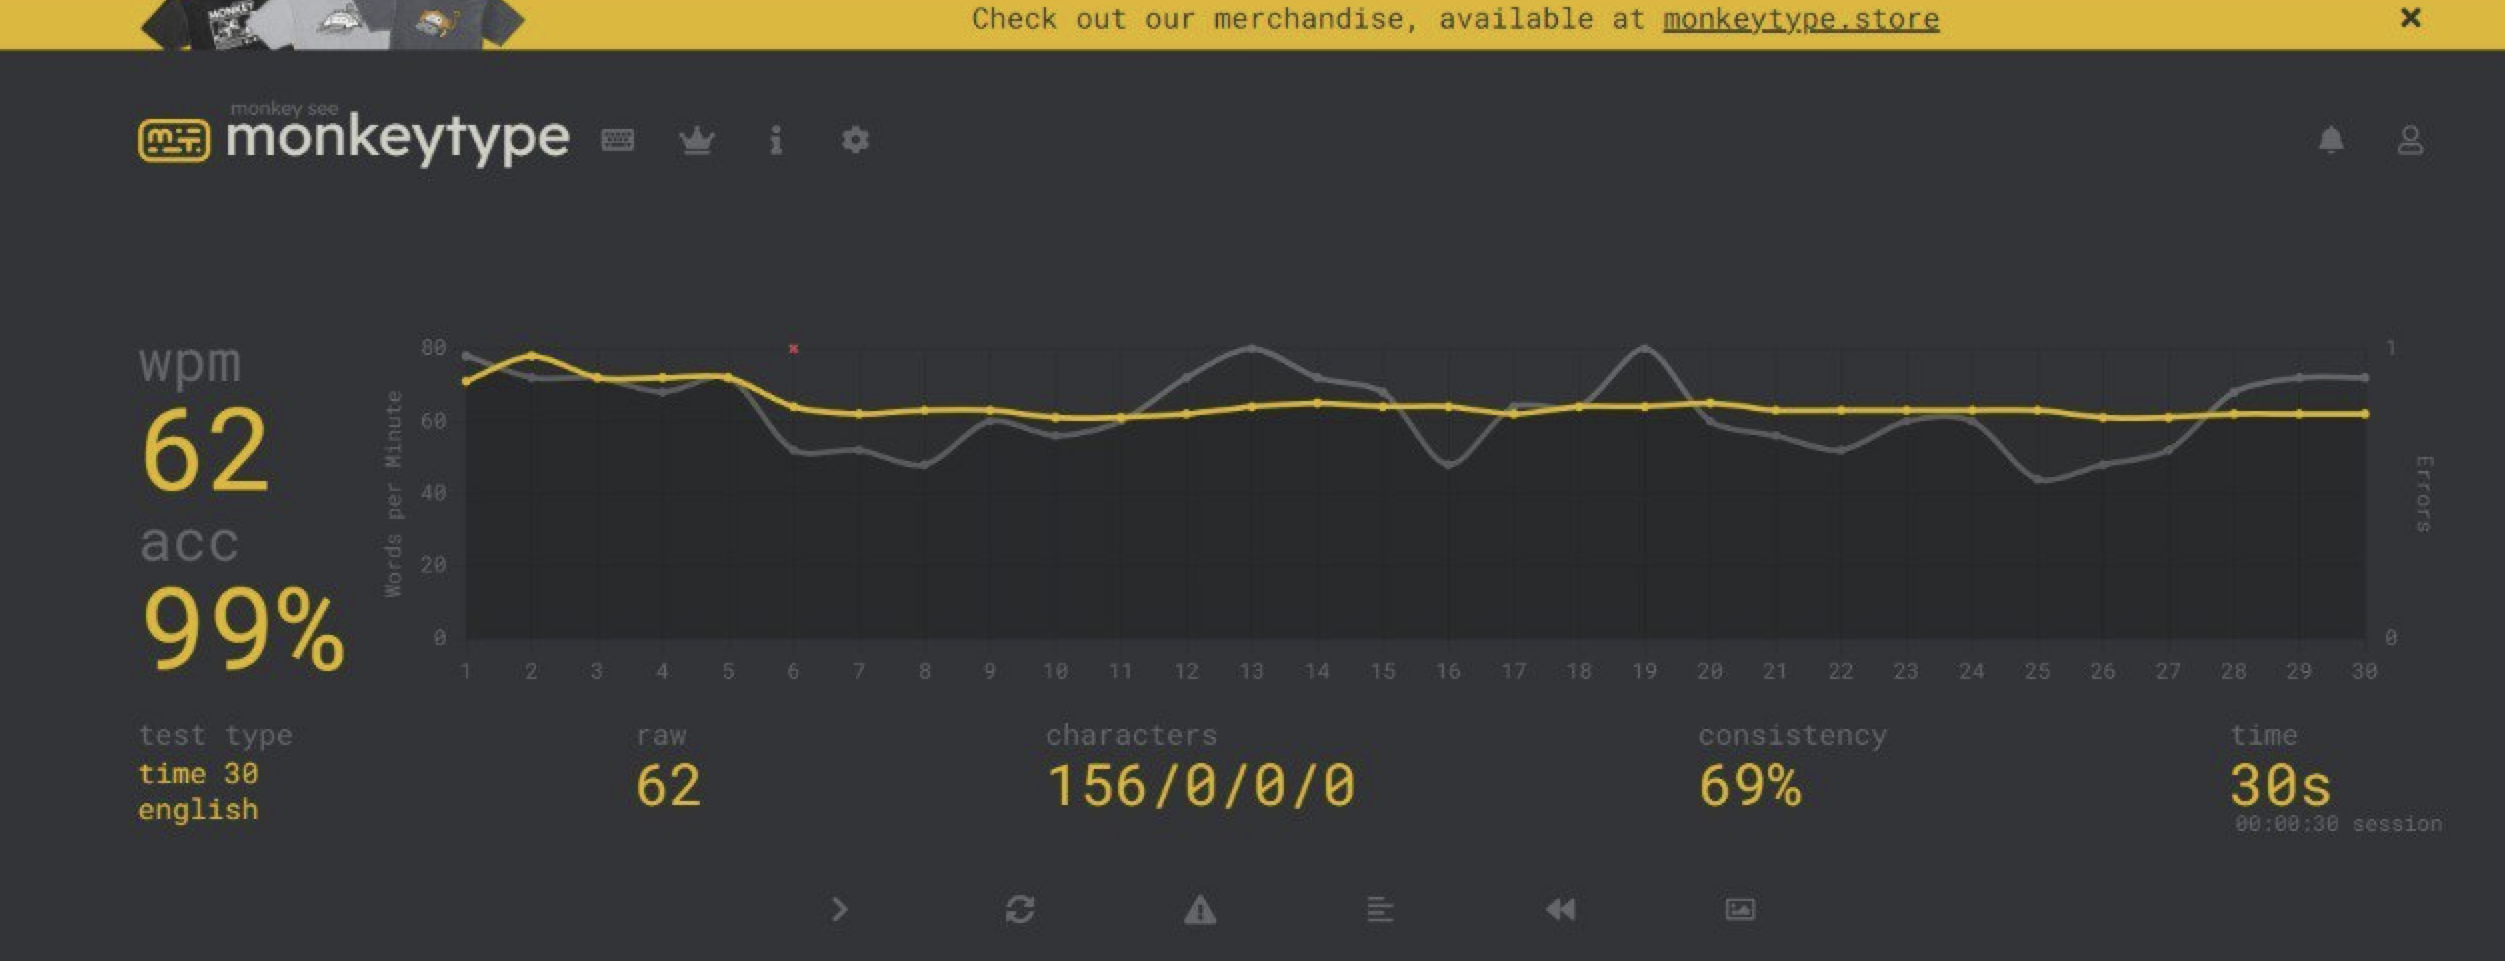 MONKEY
Check out our merchandise, available at monkeytype.store
monkey see
monkeytype
wpm
62
acc
99%
Words per Minute
80
60
40
20
0
1
0
Errors
1 2 3 4 5 6 7 8 9 10 11 12 13 14 15 16 17 18 19 20 21 22 23 24 25 26 27 28 29 30
test type
time 30
english
raw
62
characters
156/0/0/0
consistency
69%
time
30s
00:00:30 session